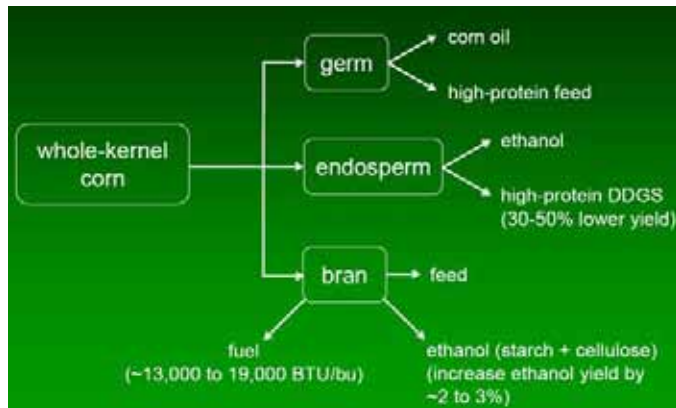 whole-kernel
corn
germ
corn oil
high-protein feed
endosperm
ethanol
high-protein DDGS
(30-50% lower yield)
bran
feed
fuel
(~13,000 to 19,000 BTU/bu)
ethanol (starch + cellulose)
(increase ethanol yield by
~2 to 3%)